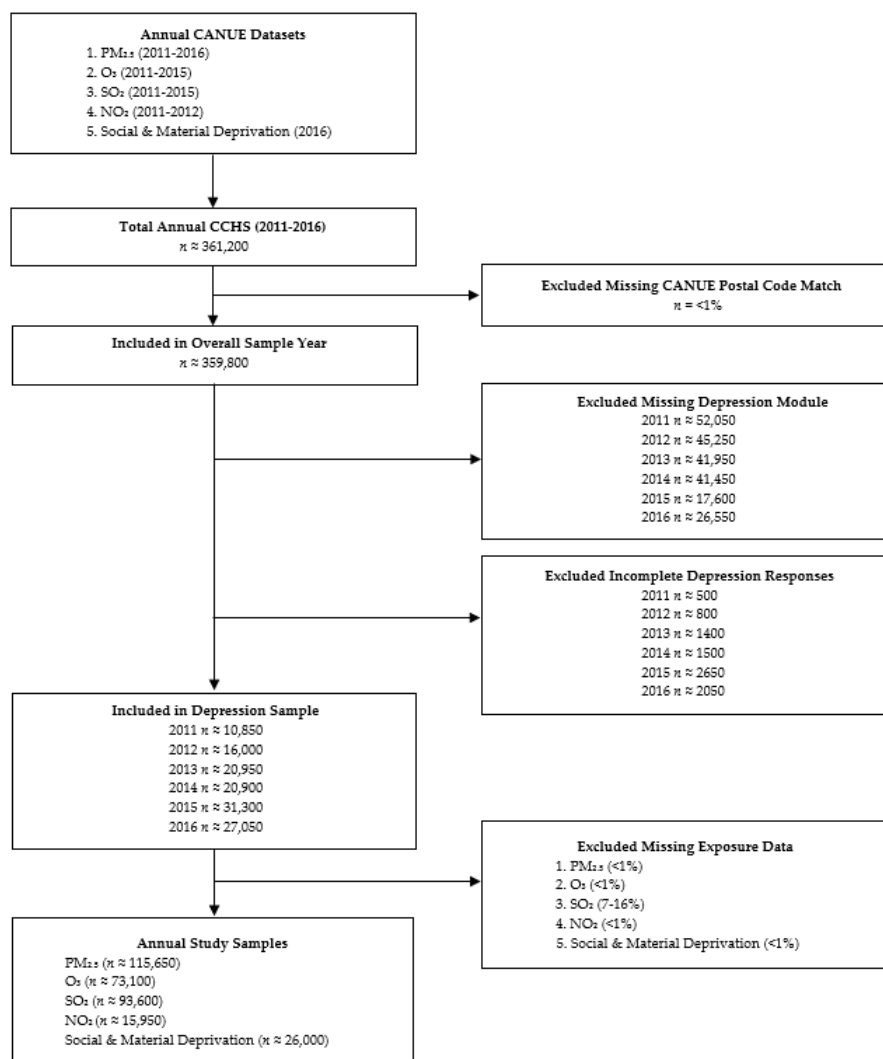 Annual CANUE Datasets
1. PM₂.₅ (2011-2016)
2. O₃ (2011-2015)
3. SO₂ (2011-2015)
4. NO₂ (2011-2012)
5. Social & Material Deprivation (2016)
Total Annual CCHS (2011-2016)
n ≈ 361,200
Excluded Missing CANUE Postal Code Match
n = <1%
Included in Overall Sample Year
n ≈ 359,800
Excluded Missing Depression Module
2011 n ≈ 52,050
2012 n ≈ 45,250
2013 n ≈ 41,950
2014 n ≈ 41,450
2015 n ≈ 17,600
2016 n ≈ 26,550
Excluded Incomplete Depression Responses
2011 n ≈ 500
2012 n ≈ 800
2013 n ≈ 1400
2014 n ≈ 1500
2015 n ≈ 2650
2016 n ≈ 2050
Included in Depression Sample
2011 n ≈ 10,850
2012 n ≈ 16,000
2013 n ≈ 20,950
2014 n ≈ 20,900
2015 n ≈ 31,300
2016 n ≈ 27,050
Excluded Missing Exposure Data
1. PM₂.₅ (<1%)
2. O₃ (<1%)
3. SO₂ (7-16%)
4. NO₂ (<1%)
5. Social & Material Deprivation (<1%)
Annual Study Samples
PM₂.₅ (n ≈ 115,650)
O₃ (n ≈ 73,100)
SO₂ (n ≈ 93,600)
NO₂ (n ≈ 15,950)
Social & Material Deprivation (n ≈ 26,000)